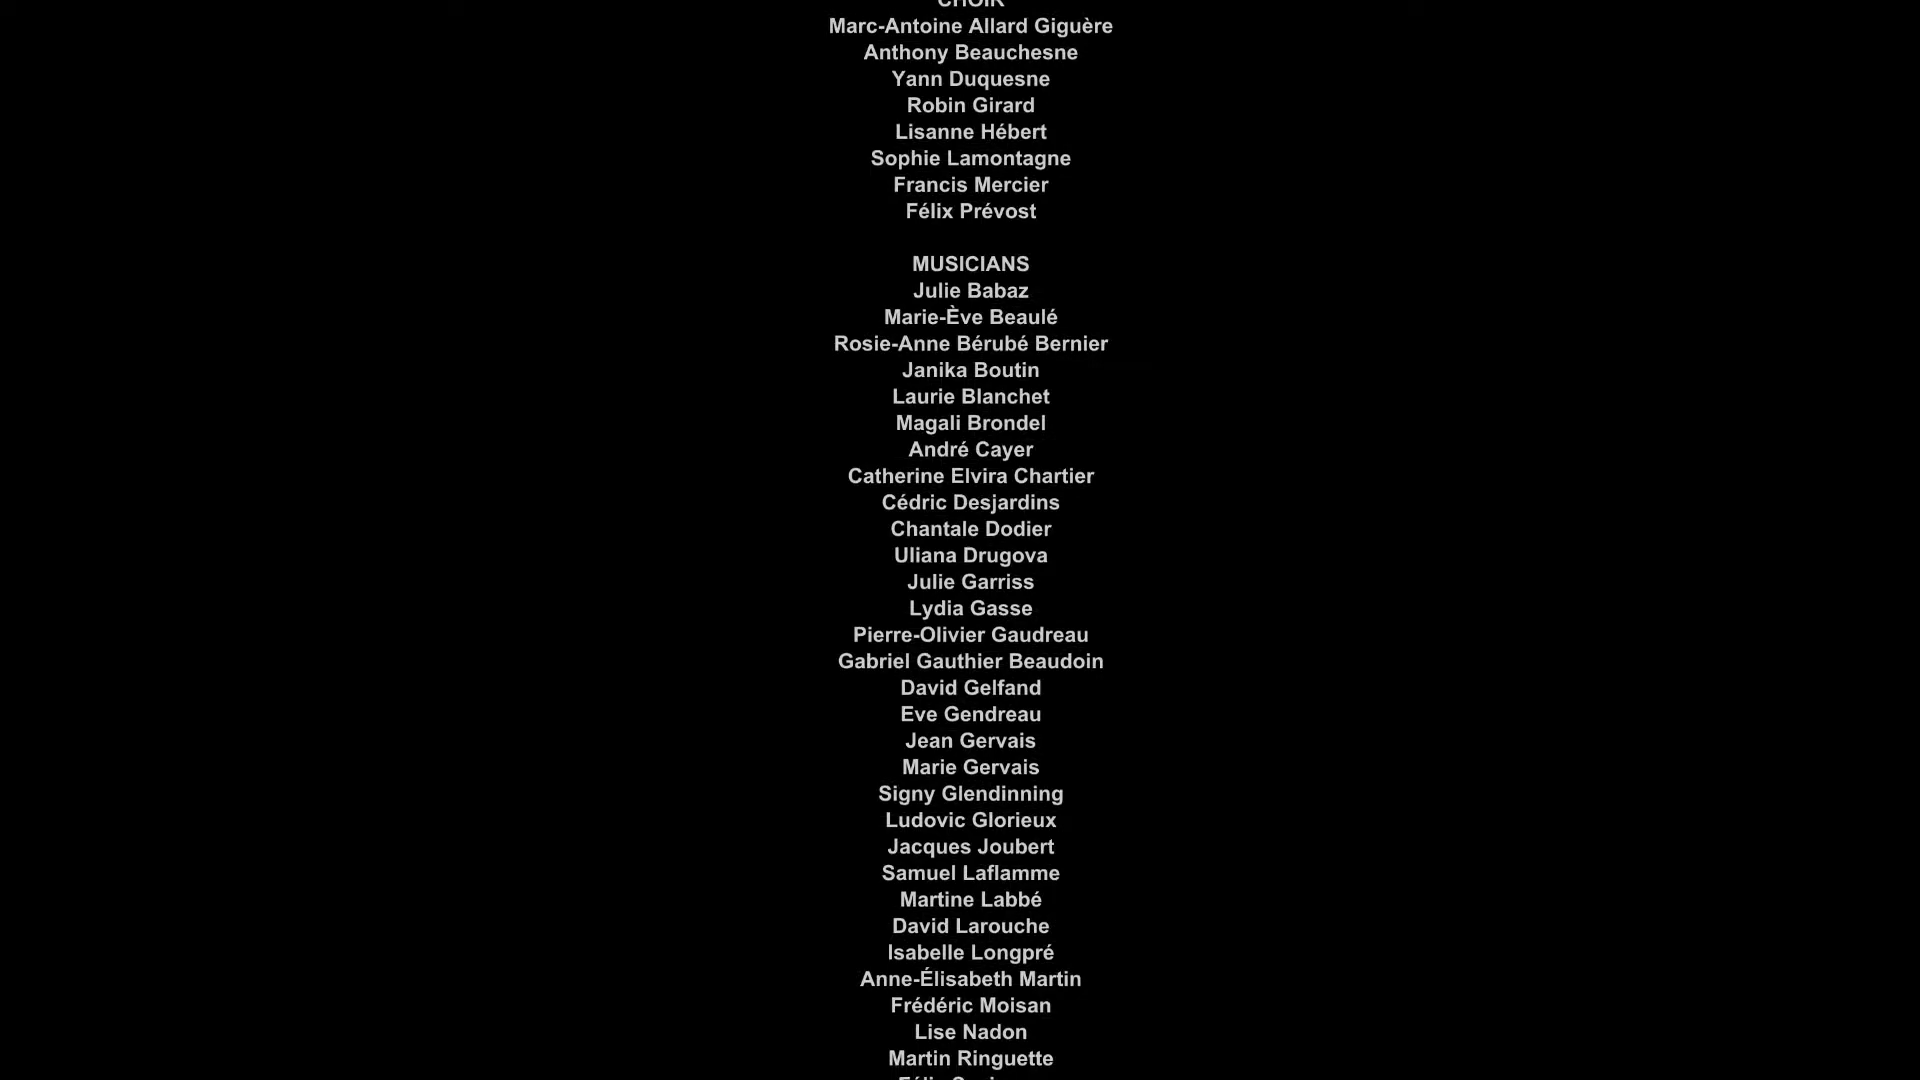 CHOIR
Marc-Antoine Allard Giguère
Anthony Beauchesne
Yann Duquesne
Robin Girard
Lisanne Hébert
Sophie Lamontagne
Francis Mercier
Félix Prévost
MUSICIANS
Julie Babaz
Marie-Ève Beaulé
Rosie-Anne Bérubé Bernier
Janika Boutin
Laurie Blanchet
Magali Brondel
André Cayer
Catherine Elvira Chartier
Cédric Desjardins
Chantale Dodier
Uliana Drugova
Julie Garriss
Lydia Gasse
Pierre-Olivier Gaudreau
Gabriel Gauthier Beaudoin
David Gelfand
Eve Gendreau
Jean Gervais
Marie Gervais
Signy Glendinning
Ludovic Glorieux
Jacques Joubert
Samuel Laflamme
Martine Labbé
David Larouche
Isabelle Longpré
Anne-Élisabeth Martin
Frédéric Moisan
Lise Nadon
Martin Ringuette